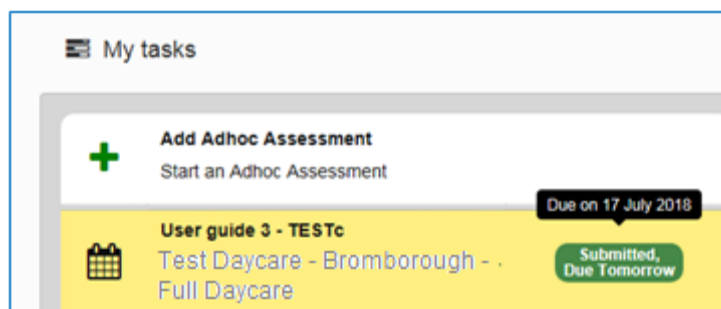 My tasks
Add Adhoc Assessment
Start an Adhoc Assessment
Due on 17 July 2018
User guide 3 - TESTc
Test Daycare - Bromborough - .
Full Daycare
Submitted,
Due Tomorrow